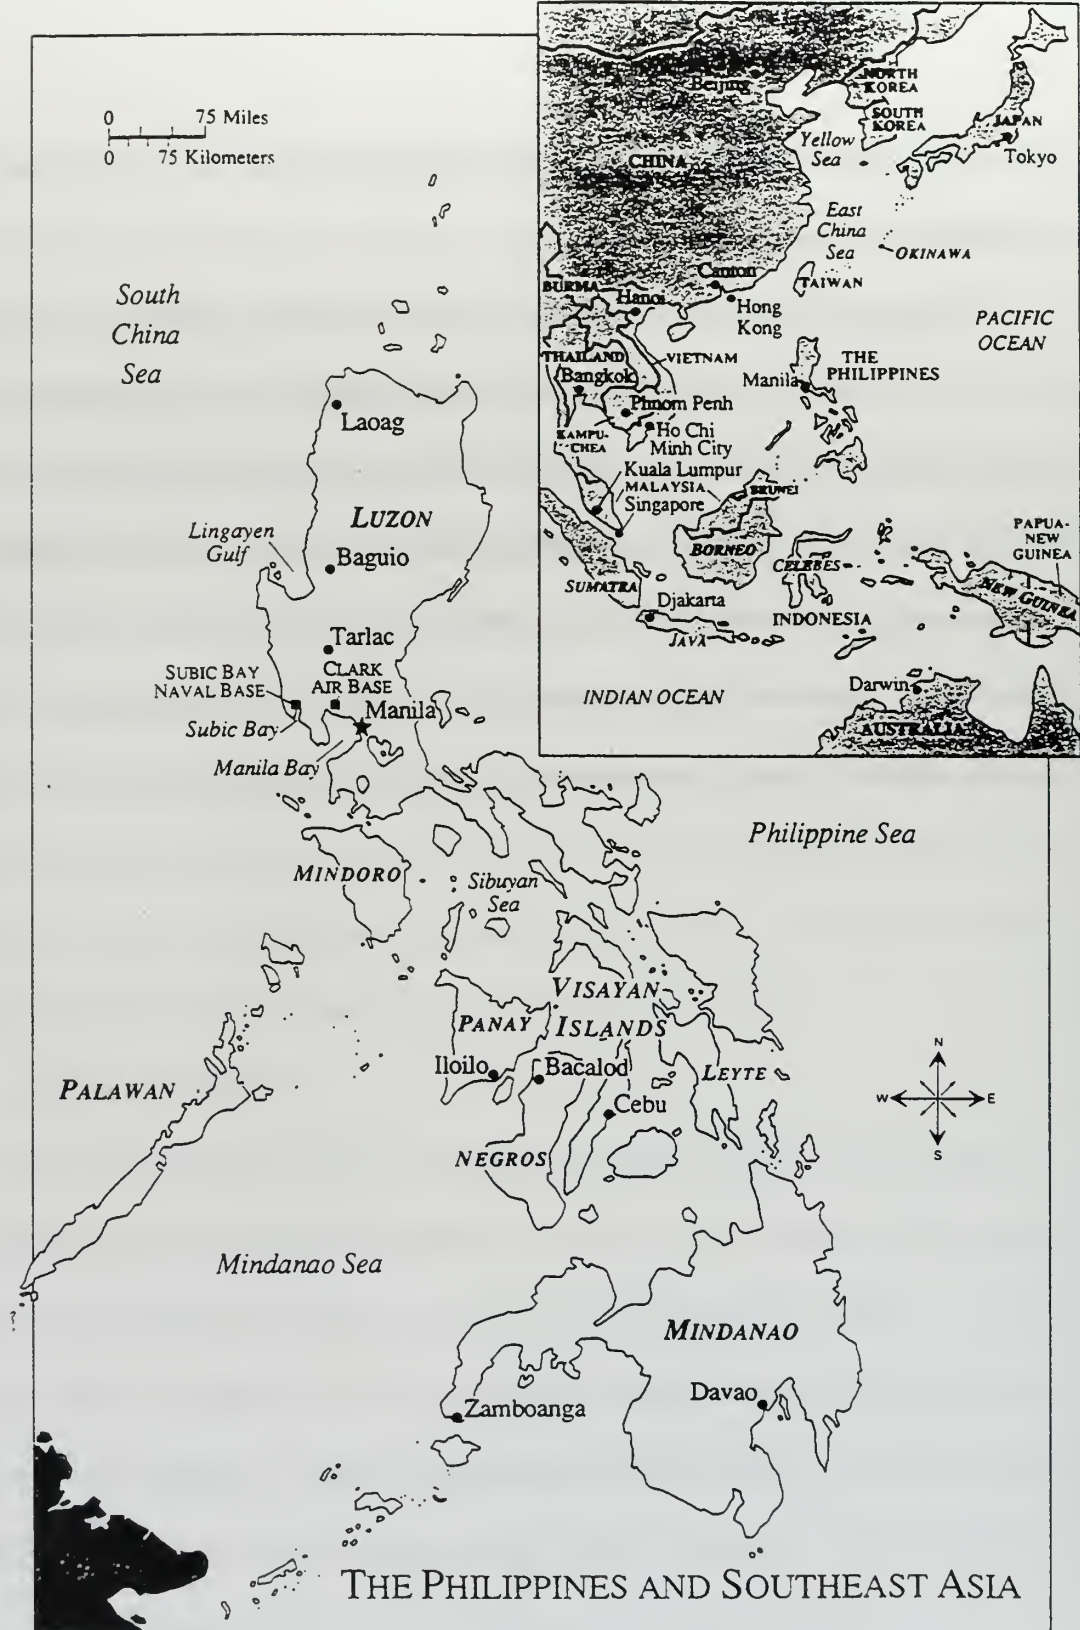 0 75 Miles
0 75 Kilometers
South
China
Sea
Laoag
LUZON
Lingayen
Gulf
Baguio
Tarlac
SUBIC BAY
NAVAL BASE
CLARK
AIR BASE
Manila
Subic Bay
Manila Bay
Philippine Sea
MINDORO
Sibuyan
Sea
VISAYAN
ISLANDS
PANAY
Iloilo
Bacalod
LEYTE
PALAWAN
Cebu
NEGROS
N
W E
S
Mindanao Sea
MINDANAO
Davao
Zamboanga
?
THE PHILIPPINES AND SOUTHEAST ASIA
Beijing
NORTH
KOREA
SOUTH
KOREA
JAPAN
Tokyo
Yellow
Sea
CHINA
East
China
Sea
OKINAWA
Canton
TAIWAN
BURMA
Hanoi
Hong
Kong
PACIFIC
OCEAN
THAILAND
VIETNAM
Bangkok
THE
PHILIPPINES
Manila
Phnom Penh
KAMPU-
CHEA
Ho Chi
Minh City
Kuala Lumpur
MALAYSIA
BRUNEI
Singapore
BORNEO
CELEBES
PAPUA-
NEW
GUINEA
NEW GUINEA
SUMATRA
Djakarta
INDONESIA
JAVA
INDIAN OCEAN
Darwin
AUSTRALIA